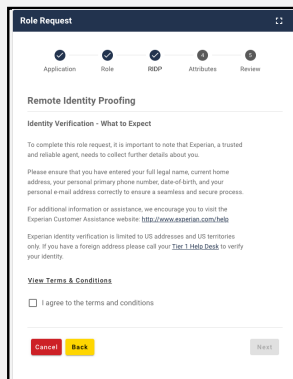 Role Request
4
5
Application
Role
RIDP
Attributes
Review
Remote Identity Proofing
Identity Verification - What to Expect
To complete this role request, it is important to note that Experian, a trusted
and reliable agent, needs to collect further details about you.
Please ensure that you have entered your full legal name, current home
address, your personal primary phone number, date-of-birth, and your
personal e-mail address correctly to ensure a seamless and secure process.
For additional information or assistance, we encourage you to visit the
Experian Customer Assistance website: http://www.experian.com/help
Experian identity verification is limited to US addresses and US territories
only. If you have a foreign address please call your Tier 1 Help Desk to verify
your identity.
View Terms & Conditions
I agree to the terms and conditions
Cancel
Back
Next